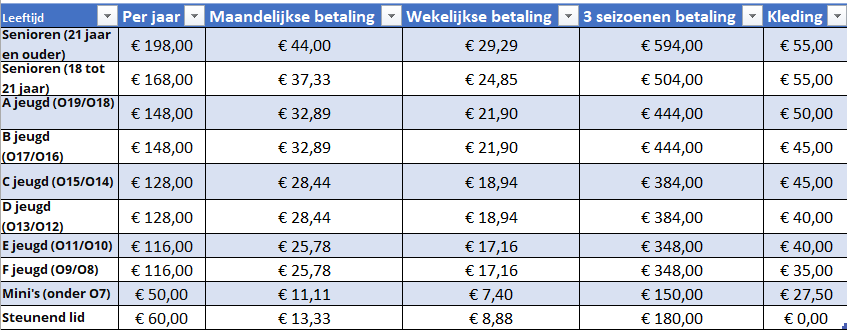 Leeftijd Per jaar Maandelijkse betaling Wekelijkse betaling 3 seizoenen betaling Kleding
Senioren (21 jaar
en ouder) € 198,00 € 44,00 € 29,29 € 594,00 € 55,00
Senioren (18 tot
21 jaar) € 168,00 € 37,33 € 24,85 € 504,00 € 55,00
A jeugd (O19/O18) € 148,00 € 32,89 € 21,90 € 444,00 € 50,00
B jeugd
(O17/O16) € 148,00 € 32,89 € 21,90 € 444,00 € 45,00
C jeugd (O15/O14) € 128,00 € 28,44 € 18,94 € 384,00 € 45,00
D jeugd
(O13/O12) € 128,00 € 28,44 € 18,94 € 384,00 € 40,00
E jeugd (O11/O10) € 116,00 € 25,78 € 17,16 € 348,00 € 40,00
F jeugd (O9/O8) € 116,00 € 25,78 € 17,16 € 348,00 € 35,00
Mini's (onder O7) € 50,00 € 11,11 € 7,40 € 150,00 € 27,50
Steunend lid € 60,00 € 13,33 € 8,88 € 180,00 € 0,00